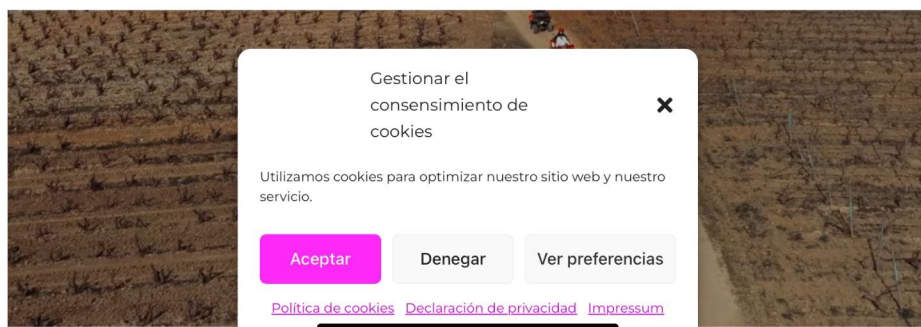 Gestionar el
consensimiento de
cookies
Utilizamos cookies para optimizar nuestro sitio web y nuestro
servicio.
Aceptar Denegar Ver preferencias
Política de cookies Declaración de privacidad Impressum